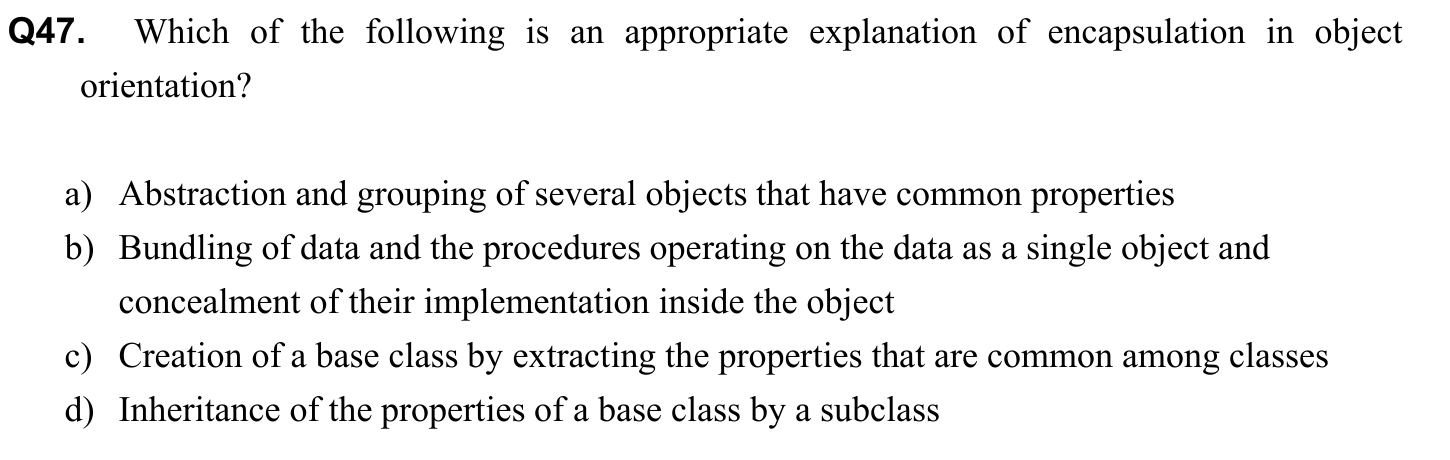 Q47. Which of the following is an appropriate explanation of encapsulation in object
orientation?
a) Abstraction and grouping of several objects that have common properties
b) Bundling of data and the procedures operating on the data as a single object and
concealment of their implementation inside the object
c) Creation of a base class by extracting the properties that are common among classes
d) Inheritance of the properties of a base class by a subclass